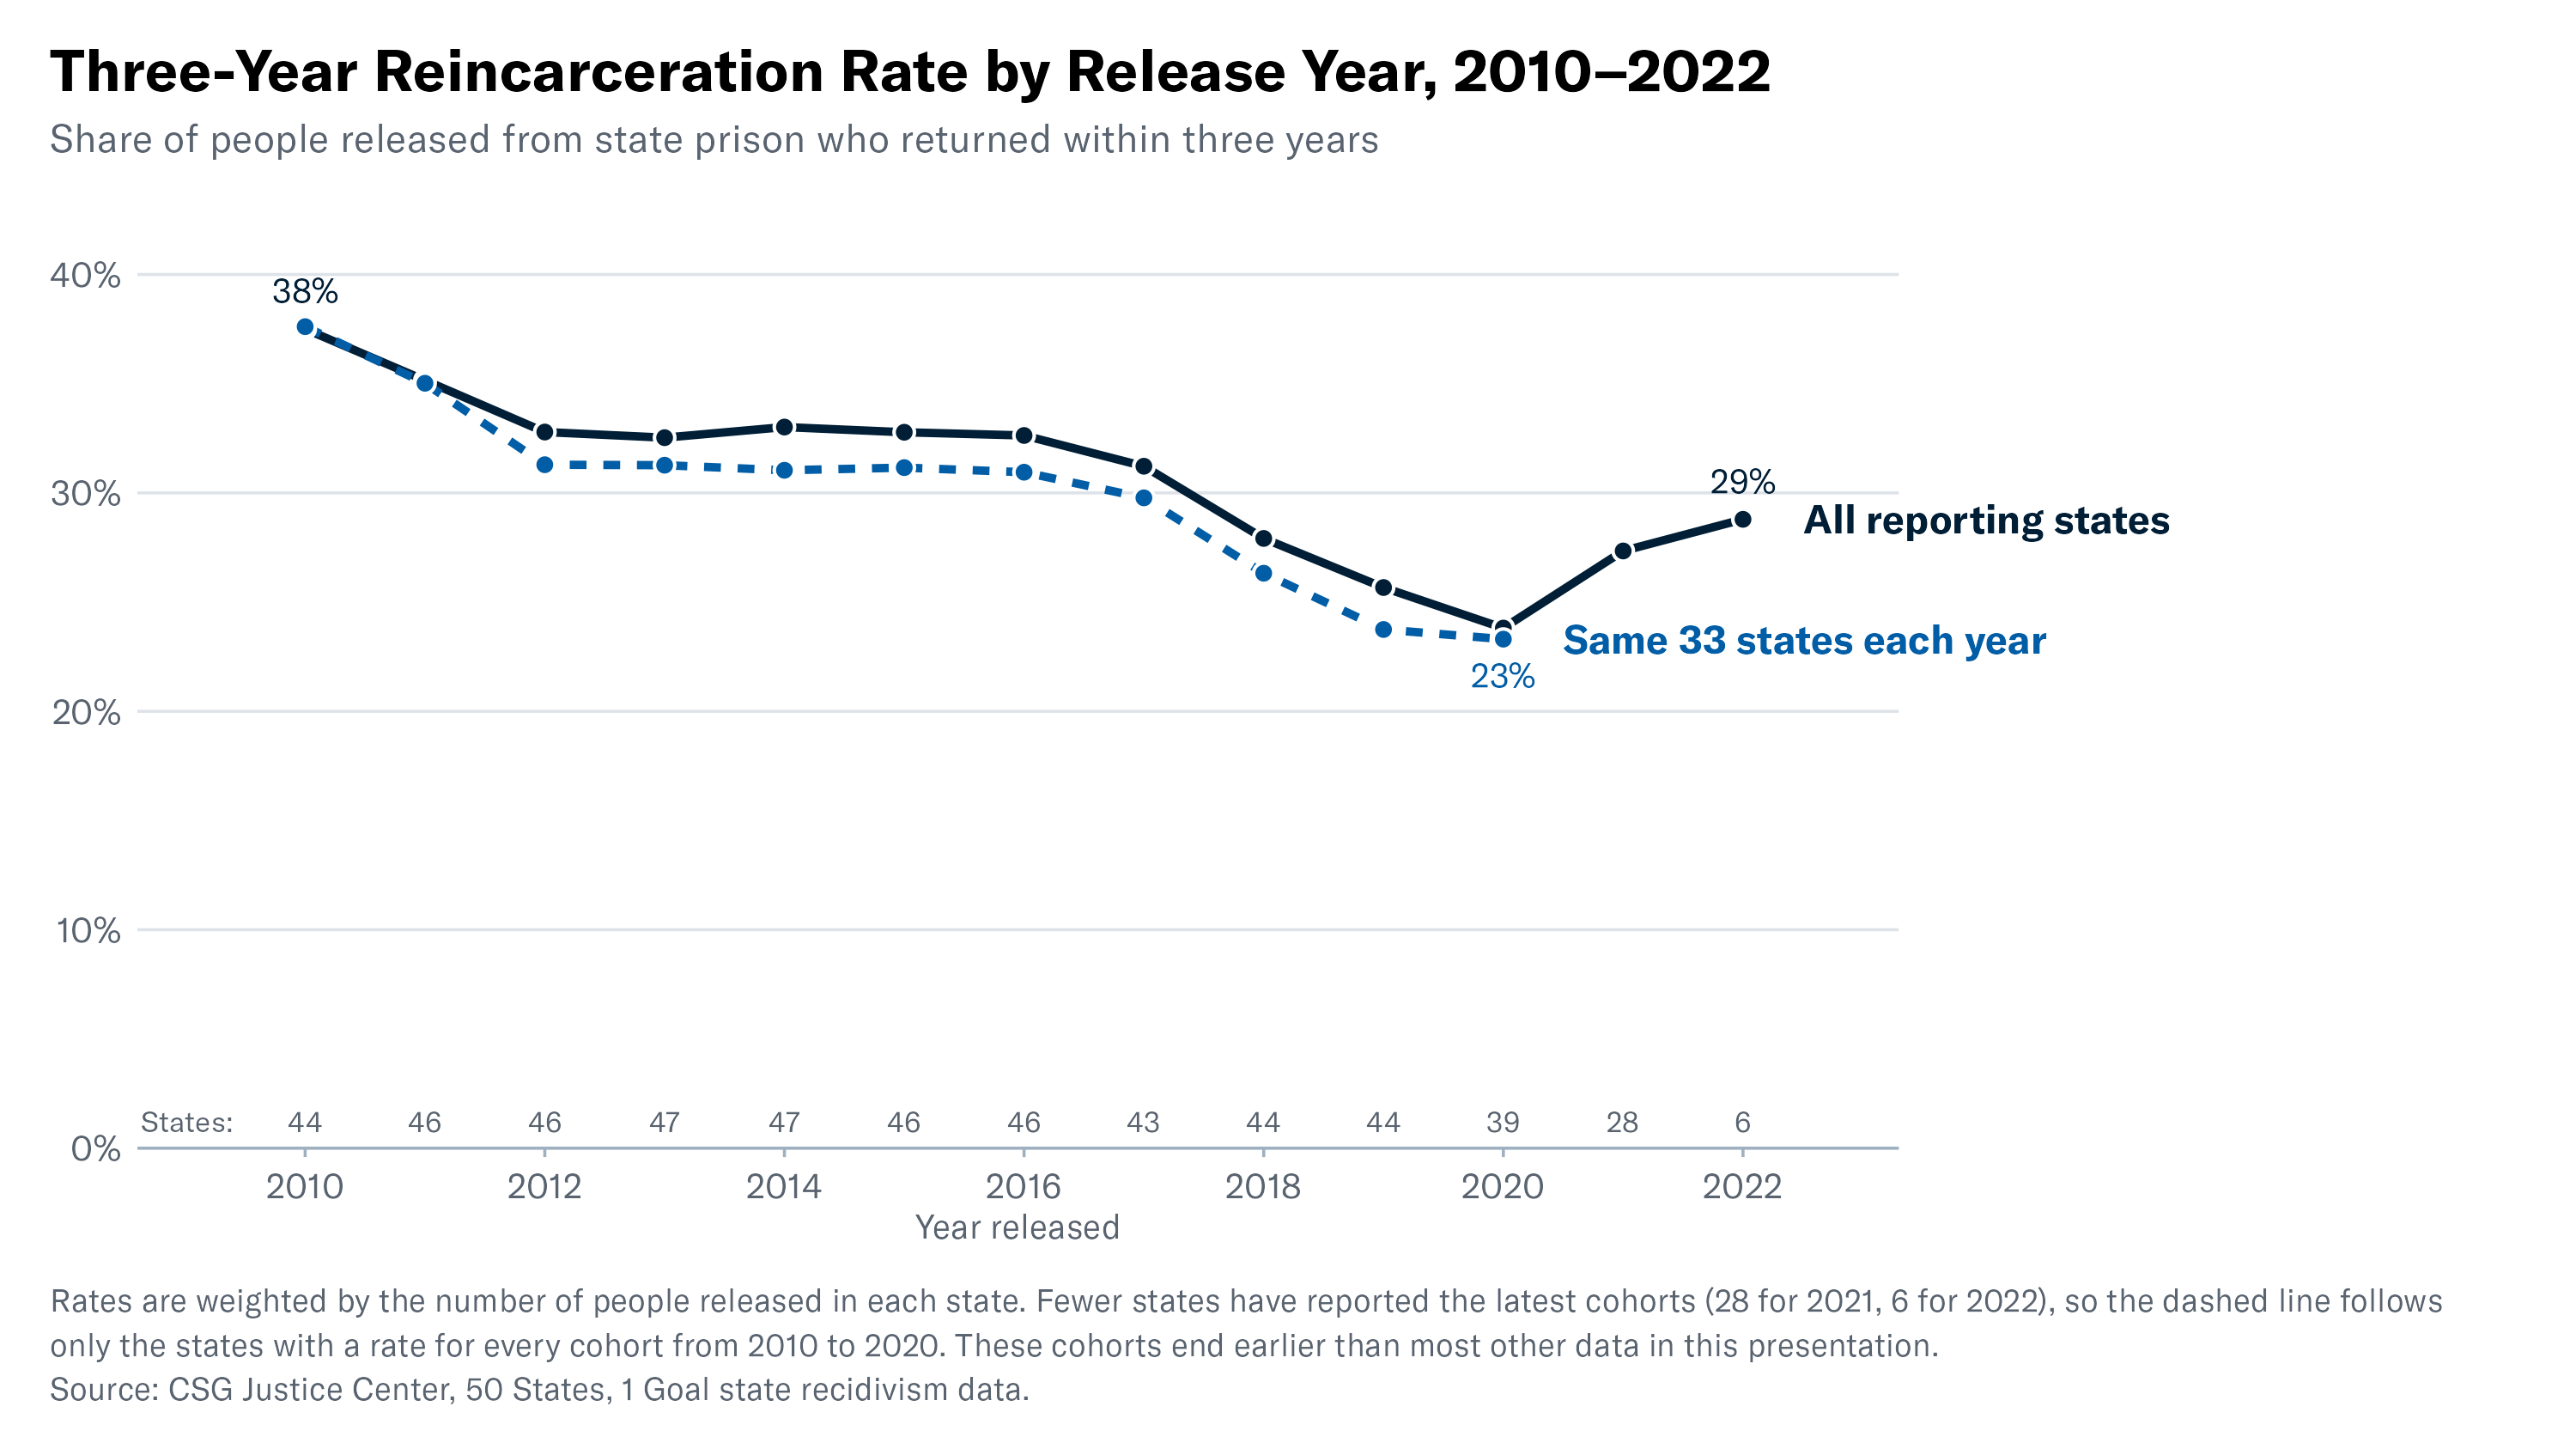 Three-Year Reincarceration Rate by Release Year, 2010–2022
Share of people released from state prison who returned within three years
40%
38%
30%
29%
All reporting states
Same 33 states each year
23%
20%
10%
States: 44 46 46 47 47 46 46 43 44 44 39 28 6
0%
2010 2012 2014 2016 2018 2020 2022
Year released
Rates are weighted by the number of people released in each state. Fewer states have reported the latest cohorts (28 for 2021, 6 for 2022), so the dashed line follows
only the states with a rate for every cohort from 2010 to 2020. These cohorts end earlier than most other data in this presentation.
Source: CSG Justice Center, 50 States, 1 Goal state recidivism data.